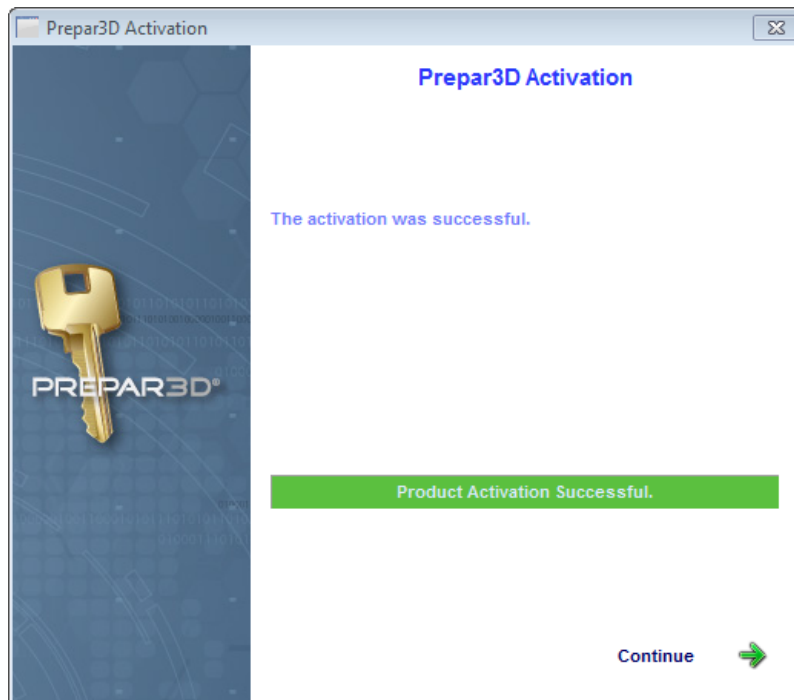 Prepar3D Activation
Prepar3D Activation
The activation was successful.
PREPAR3D®
Product Activation Successful.
Continue